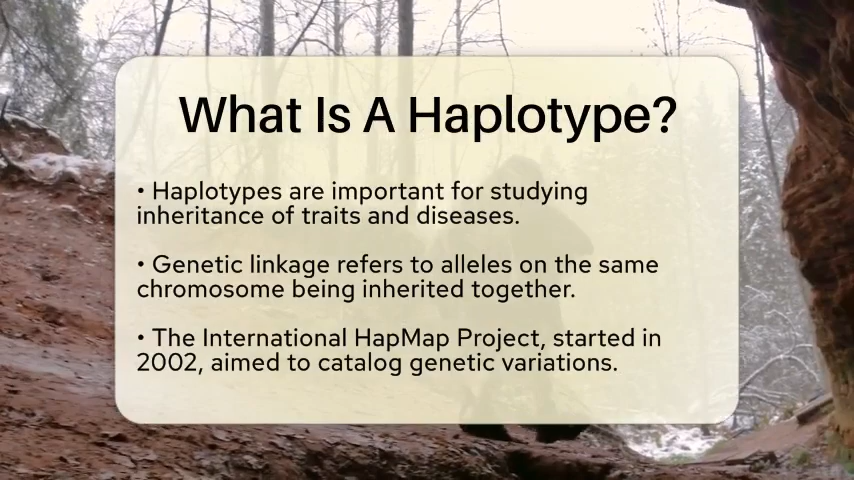 What Is A Haplotype?
• Haplotypes are important for studying
inheritance of traits and diseases.
• Genetic linkage refers to alleles on the same
chromosome being inherited together.
• The International HapMap Project, started in
2002, aimed to catalog genetic variations.